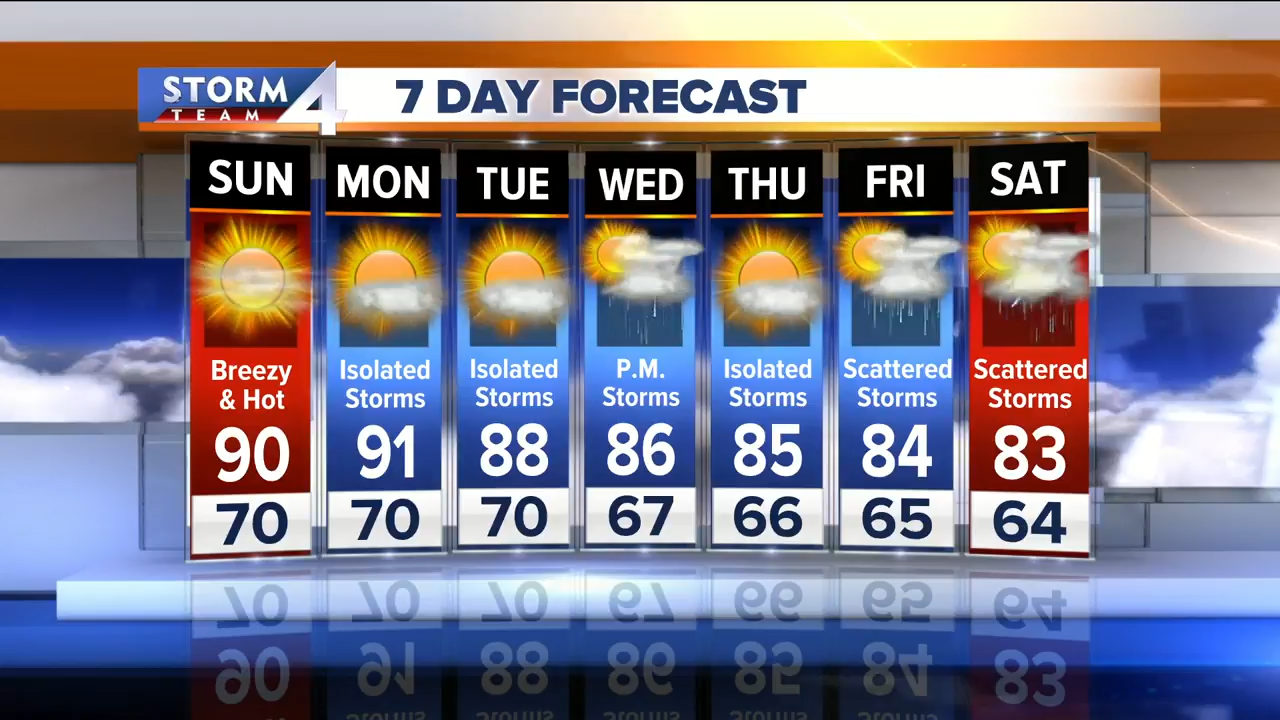 STORM
TEAM 4
7 DAY FORECAST
SUN MON TUE WED THU FRI SAT
Breezy Isolated Isolated P.M. Isolated Scattered Scattered
& Hot Storms Storms Storms Storms Storms Storms
90 91 88 86 85 84 83
70 70 70 67 66 65 64